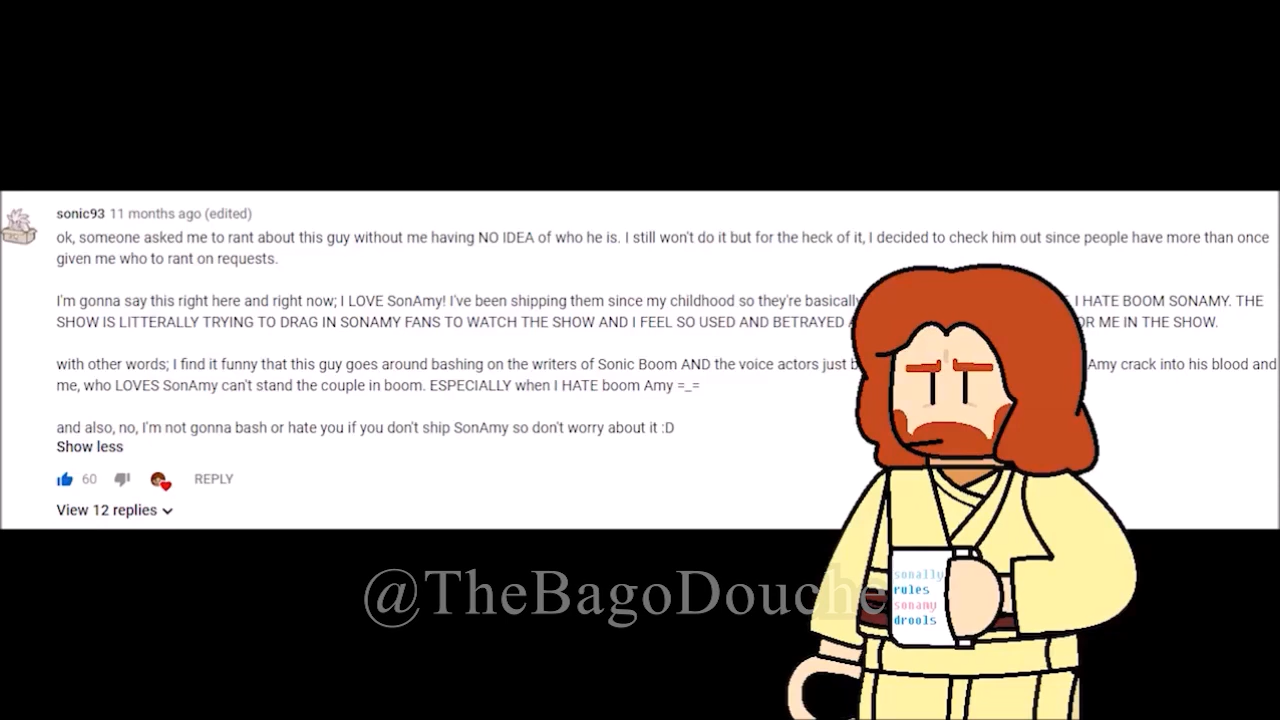 sonic93 11 months ago (edited)
ok, someone asked me to rant about this guy without me having NO IDEA of who he is. I still won't do it but for the heck of it, I decided to check him out since people have more than once
given me who to rant on requests.
I'm gonna say this right here and right now; I LOVE SonAmy! I've been shipping them since my childhood so they're basically I HATE BOOM SONAMY. THE
SHOW IS LITTERALLY TRYING TO DRAG IN SONAMY FANS TO WATCH THE SHOW AND I FEEL SO USED AND BETRAYED ME IN THE SHOW.
with other words; I find it funny that this guy goes around bashing on the writers of Sonic Boom AND the voice actors just Amy crack into his blood and
me, who LOVES SonAmy can't stand the couple in boom. ESPECIALLY when I HATE boom Amy =_=
and also, no, I'm not gonna bash or hate you if you don't ship SonAmy so don't worry about it :D
Show less
60 REPLY
View 12 replies
@TheBagoDouche
sonally
rules
sonamy
drools